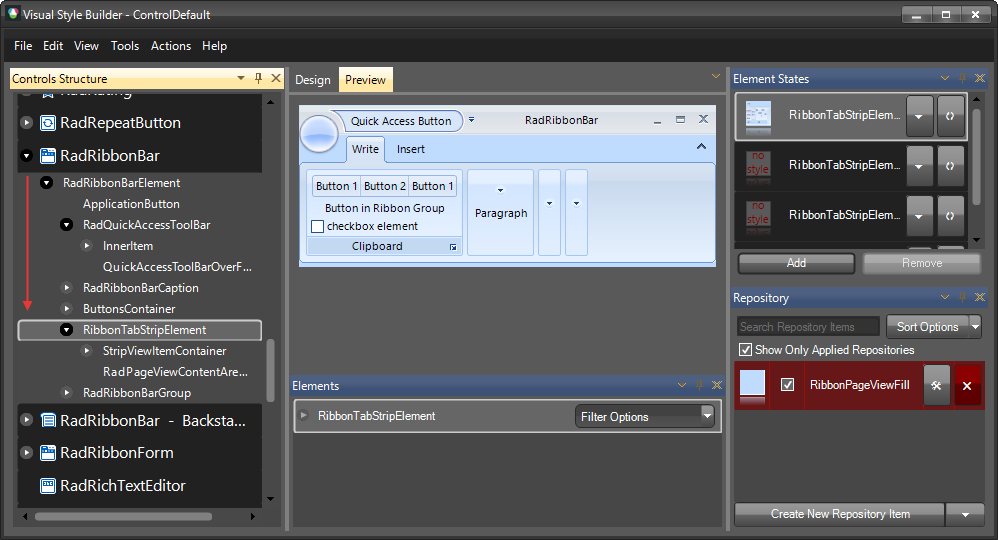 Visual Style Builder - ControlDefault
File Edit View Tools Actions Help
Controls Structure
RadRepeatButton
RadRibbonBar
RadRibbonBarElement
ApplicationButton
RadQuickAccessToolBar
InnerItem
QuickAccessToolBarOverF...
RadRibbonBarCaption
ButtonsContainer
RibbonTabStripElement
StripViewItemContainer
RadPageViewContentAre...
RadRibbonBarGroup
RadRibbonBar - Backsta...
RadRibbonForm
RadRichTextEditor
Design Preview
Quick Access Button RadRibbonBar
Write Insert
Button 1 Button 2 Button 1
Button in Ribbon Group
checkbox element
Clipboard
Paragraph
Elements
RibbonTabStripElement Filter Options
Element States
RibbonTabStripElem...
no style RibbonTabStripElem...
no style RibbonTabStripElem...
Add Remove
Repository
Search Repository Items Sort Options
Show Only Applied Repositories
RibbonPageViewFill
Create New Repository Item